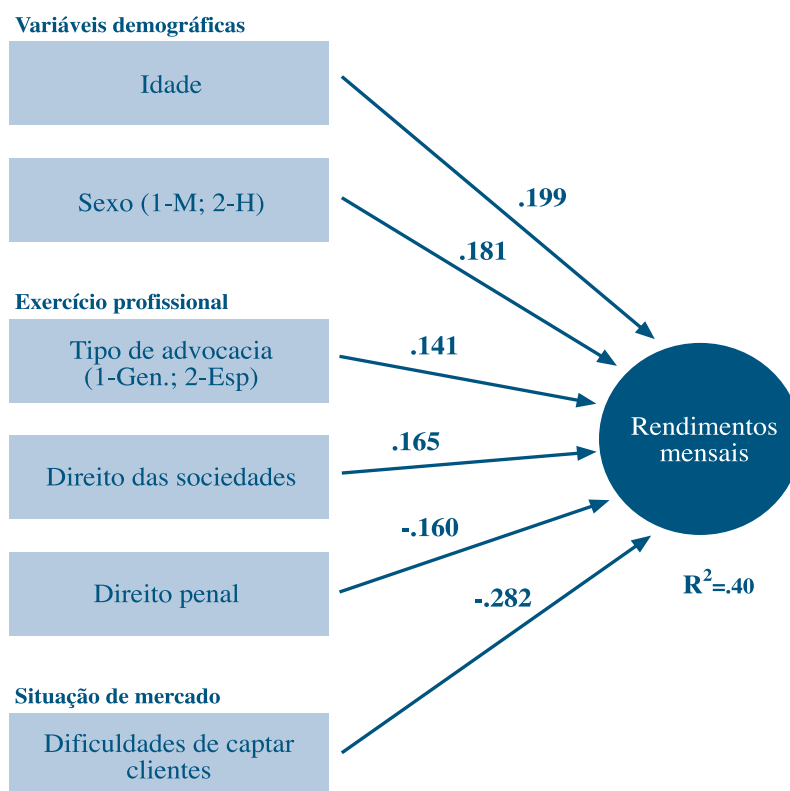 Variáveis demográficas
Idade
.199
Sexo (1-M; 2-H)
.181
Exercício profissional
Tipo de advocacia
(1-Gen.; 2-Esp)
.141
Direito das sociedades
.165
Direito penal
-.160
Situação de mercado
Dificuldades de captar
clientes
-.282
Rendimentos
mensais
R²=.40